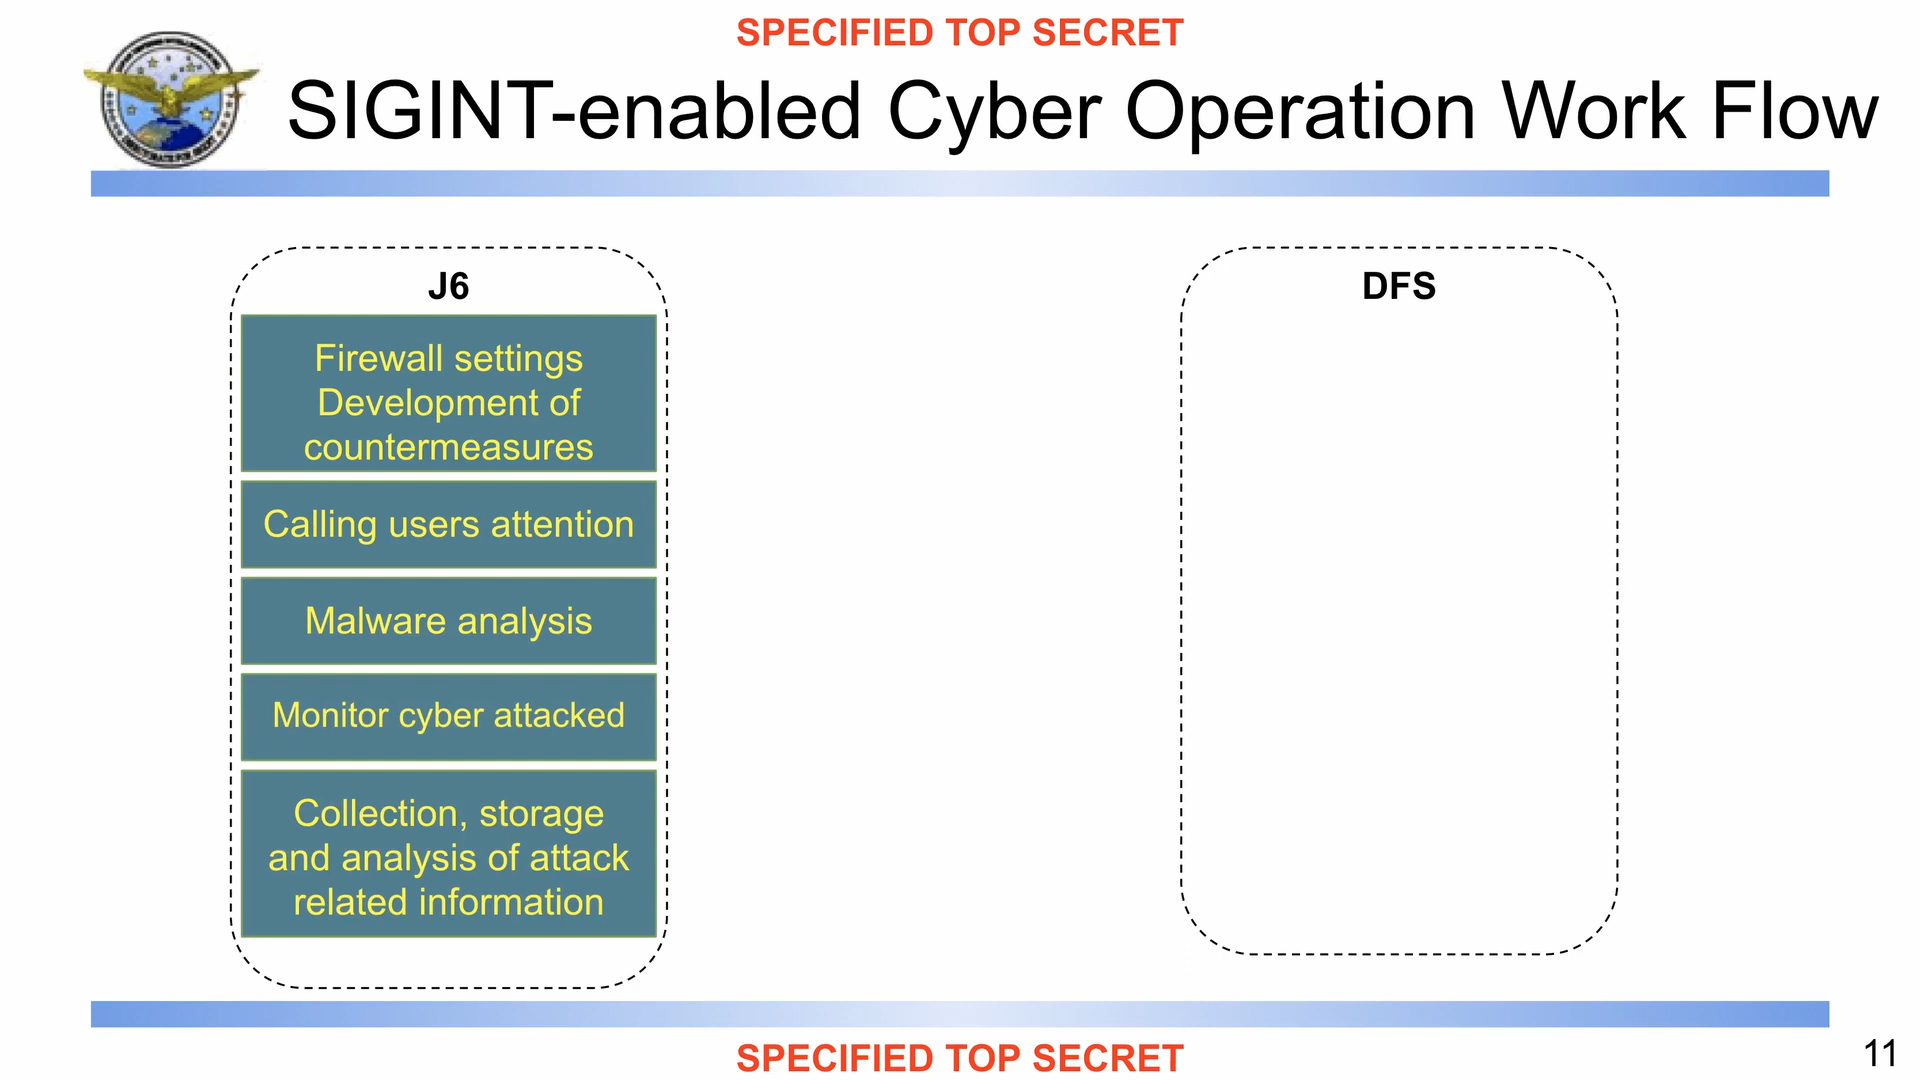 SPECIFIED TOP SECRET
SIGINT-enabled Cyber Operation Work Flow
J6
Firewall settings
Development of
countermeasures
Calling users attention
Malware analysis
Monitor cyber attacked
Collection, storage
and analysis of attack
related information
DFS
SPECIFIED TOP SECRET
11